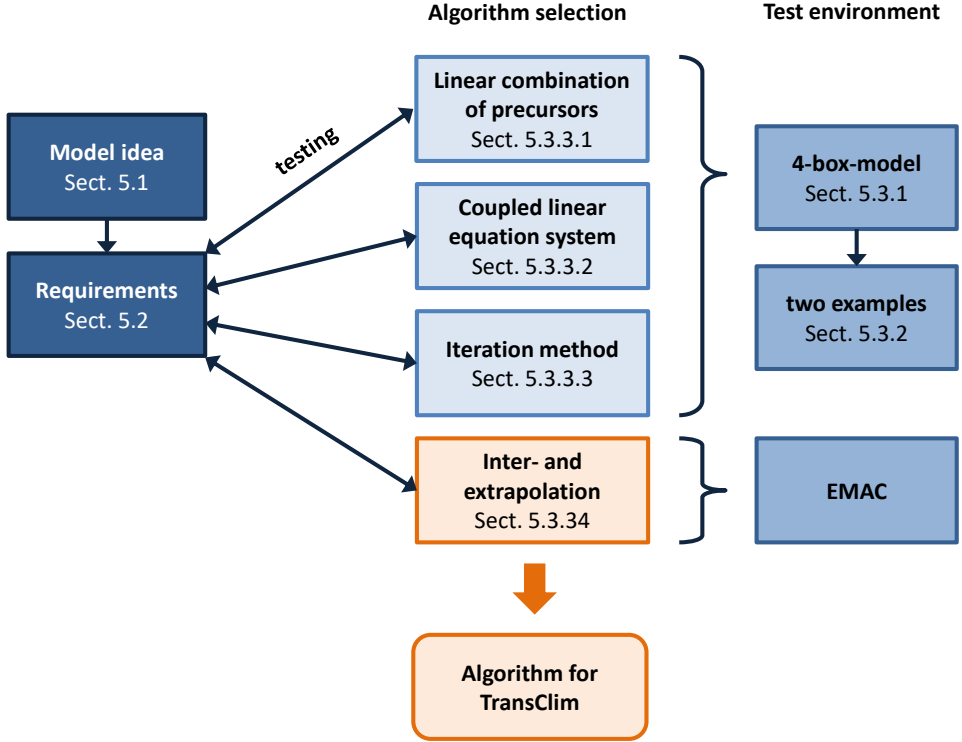 Algorithm selection
Test environment
Model idea
Sect. 5.1
Requirements
Sect. 5.2
testing
Linear combination
of precursors
Sect. 5.3.3.1
Coupled linear
equation system
Sect. 5.3.3.2
Iteration method
Sect. 5.3.3.3
Inter- and
extrapolation
Sect. 5.3.34
Algorithm for
TransClim
4-box-model
Sect. 5.3.1
two examples
Sect. 5.3.2
EMAC